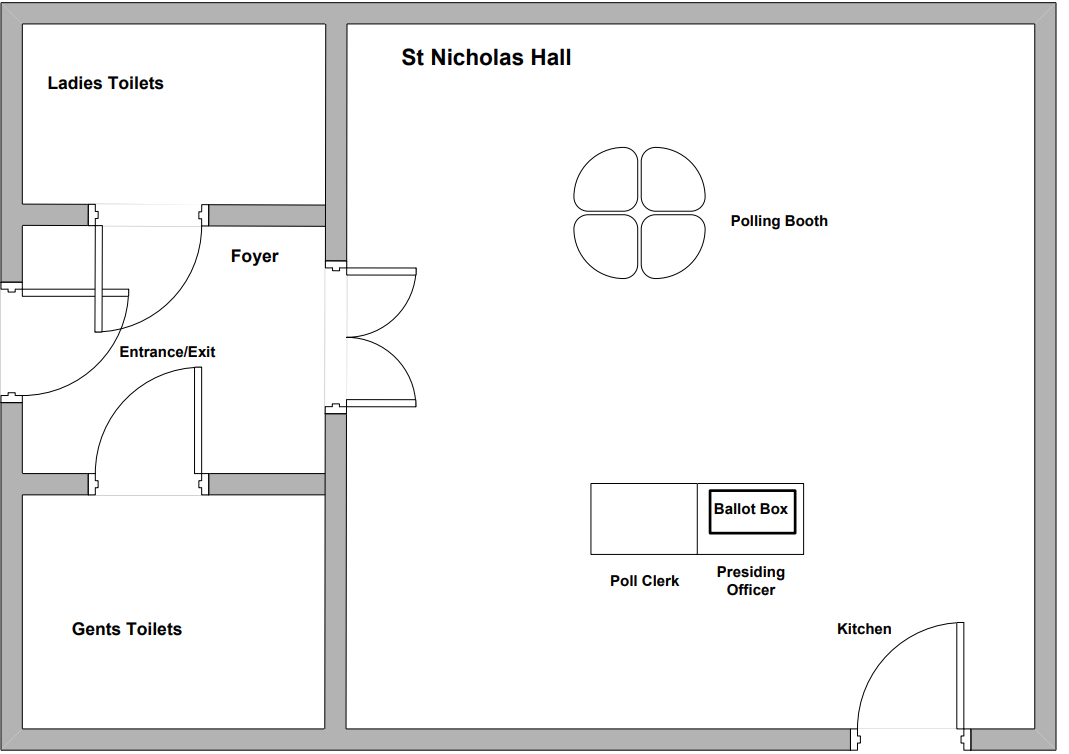 St Nicholas Hall
Ladies Toilets
Polling Booth
Foyer
Entrance/Exit
Ballot Box
Poll Clerk
Presiding
Officer
Gents Toilets
Kitchen